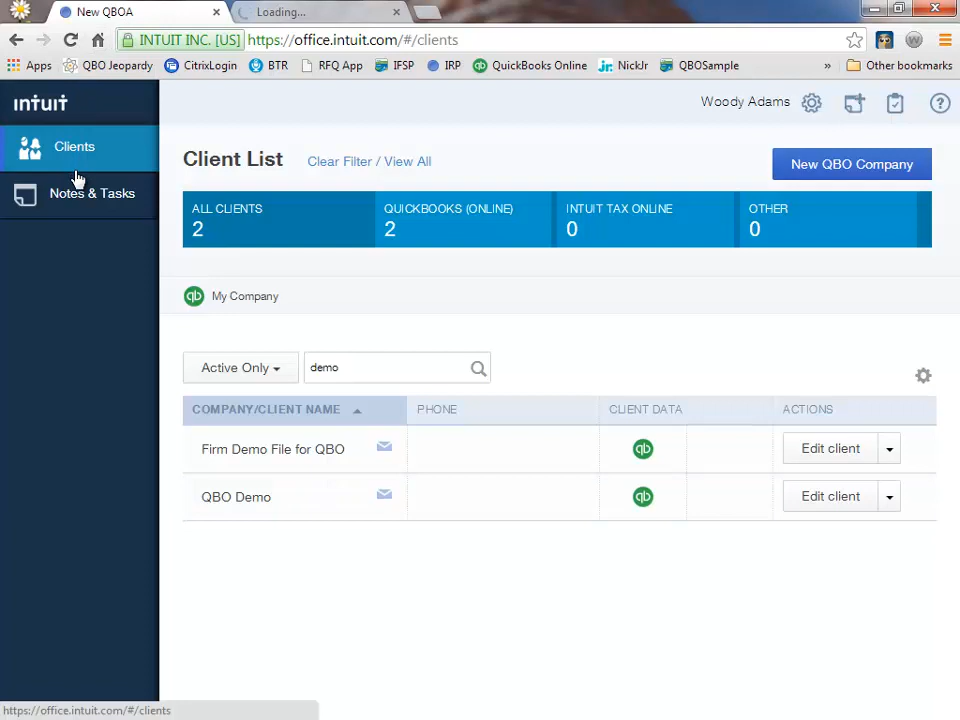 New QBOA
Loading...
INTUIT INC. [US]
https://office.intuit.com/#/clients
Apps
QBO Jeopardy
CitrixLogin
BTR
RFQ App
IFSP
IRP
QuickBooks Online
Jr.
NickJr
QBOSample
»
Other bookmarks
intuit
Woody Adams
?
Clients
Notes & Tasks
Client List
Clear Filter / View All
New QBO Company
ALL CLIENTS
2
QUICKBOOKS (ONLINE)
2
INTUIT TAX ONLINE
0
OTHER
0
qb My Company
Active Only
demo
COMPANY/CLIENT NAME
PHONE
CLIENT DATA
ACTIONS
Firm Demo File for QBO
qb
Edit client
QBO Demo
qb
Edit client
https://office.intuit.com/#/clients